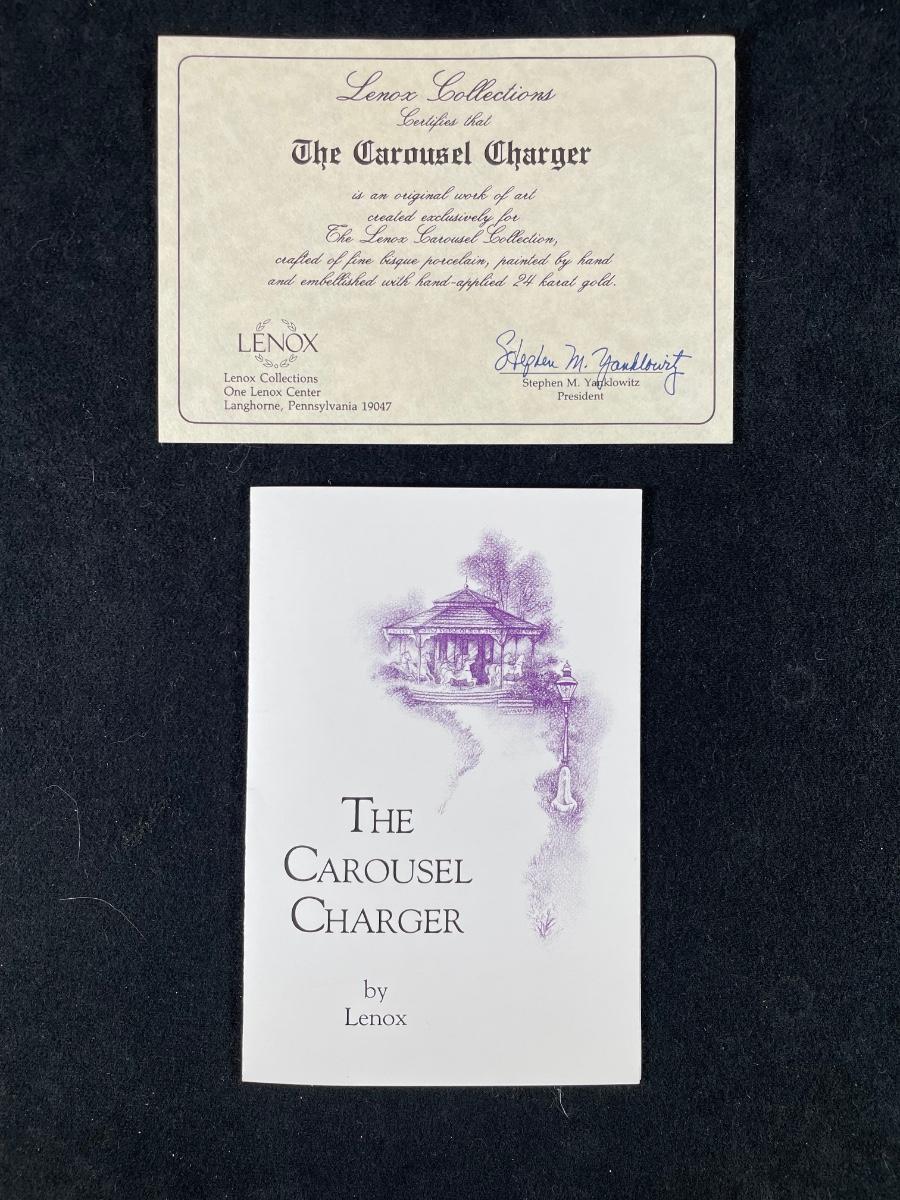 Lenox Collections
Certifies that
The Carousel Charger
is an original work of art
created exclusively for
The Lenox Carousel Collection,
crafted of fine bisque porcelain, painted by hand
and embellished with hand-applied 24 karat gold.
LENOX
Lenox Collections
One Lenox Center
Langhorne, Pennsylvania 19047
Stephen M. Yanklowitz
Stephen M. Yanklowitz
President
THE
CAROUSEL
CHARGER
by
Lenox